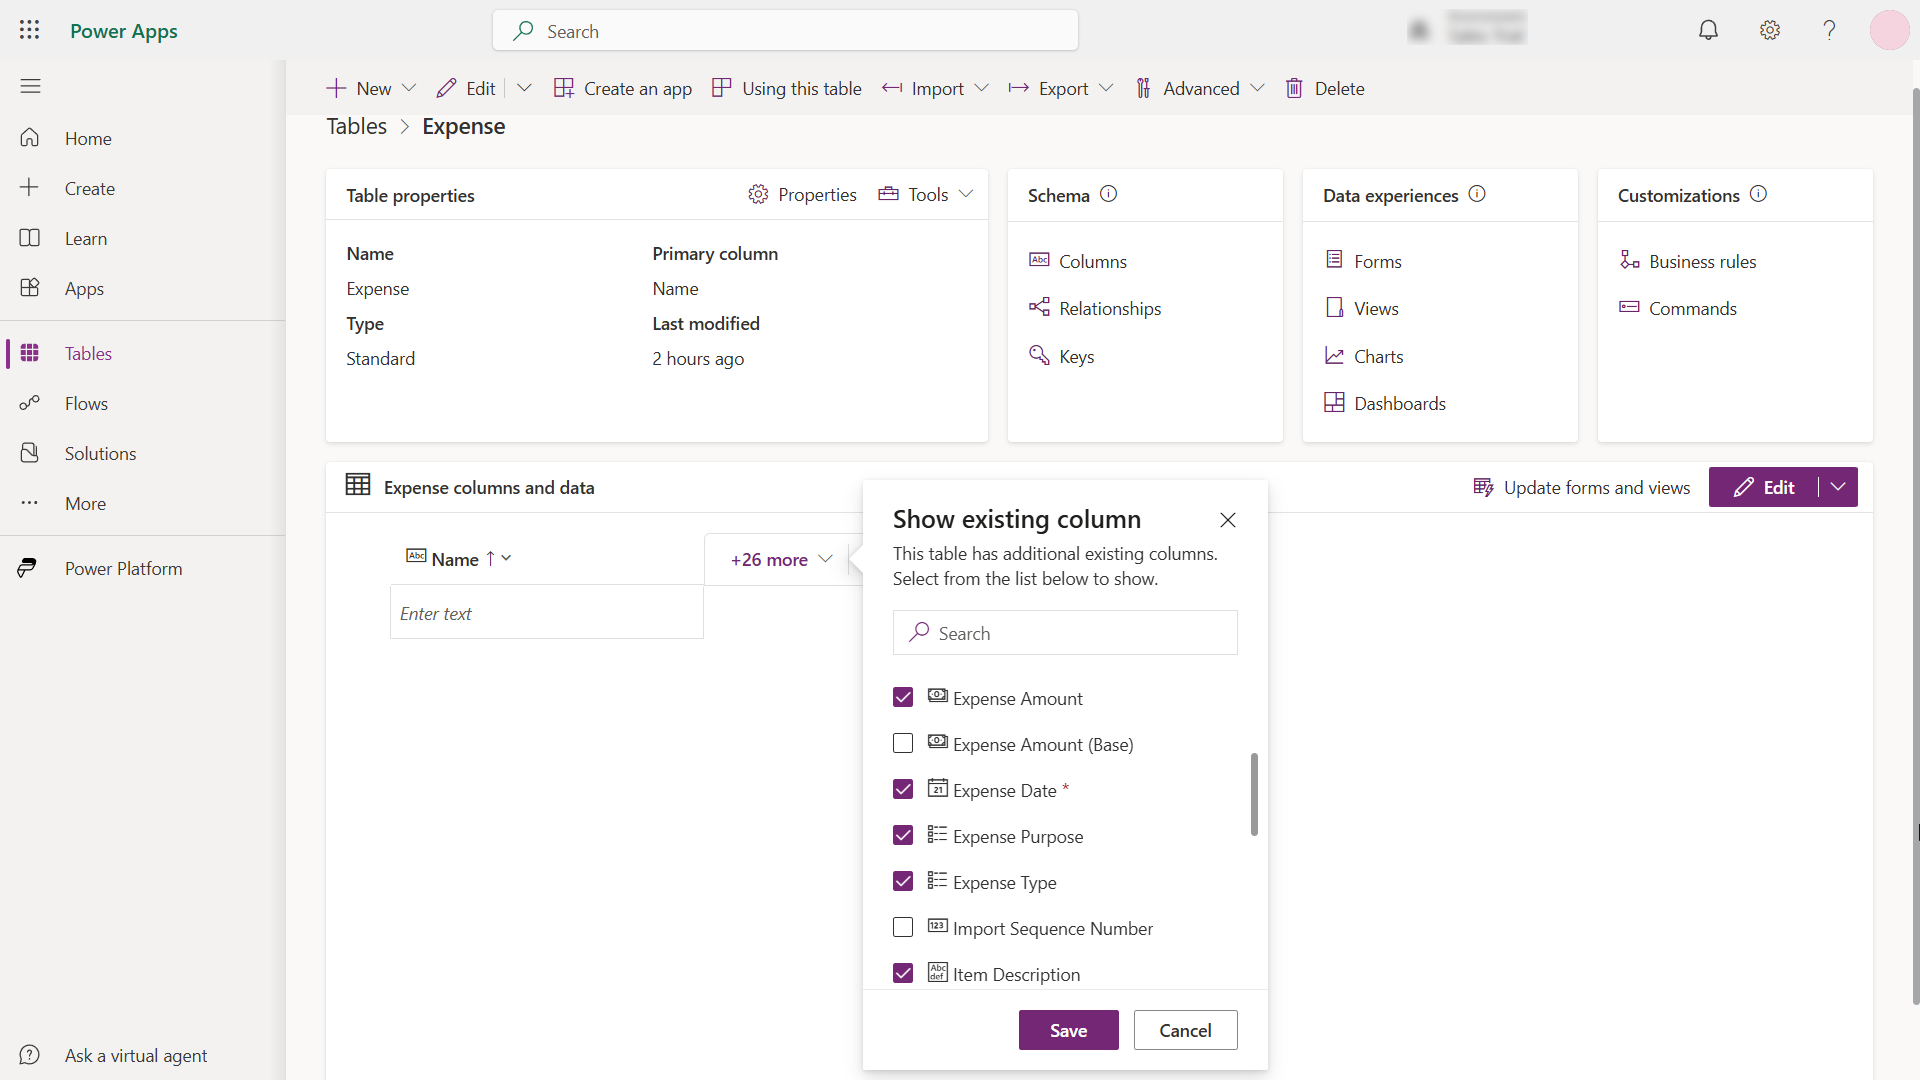 Power Apps
Search
New
Edit
Create an app
Using this table
Import
Export
Advanced
Delete
Home
Create
Learn
Apps
Tables
Flows
Solutions
More
Power Platform
Ask a virtual agent
Tables > Expense
Table properties
Properties
Tools
Name
Primary column
Expense
Name
Type
Last modified
Standard
2 hours ago
Schema
Columns
Relationships
Keys
Data experiences
Forms
Views
Charts
Dashboards
Customizations
Business rules
Commands
Expense columns and data
Update forms and views
Edit
Abc Name ↑
+26 more
Enter text
Show existing column
This table has additional existing columns.
Select from the list below to show.
Search
Expense Amount
Expense Amount (Base)
Expense Date *
Expense Purpose
Expense Type
Import Sequence Number
Item Description
Save
Cancel